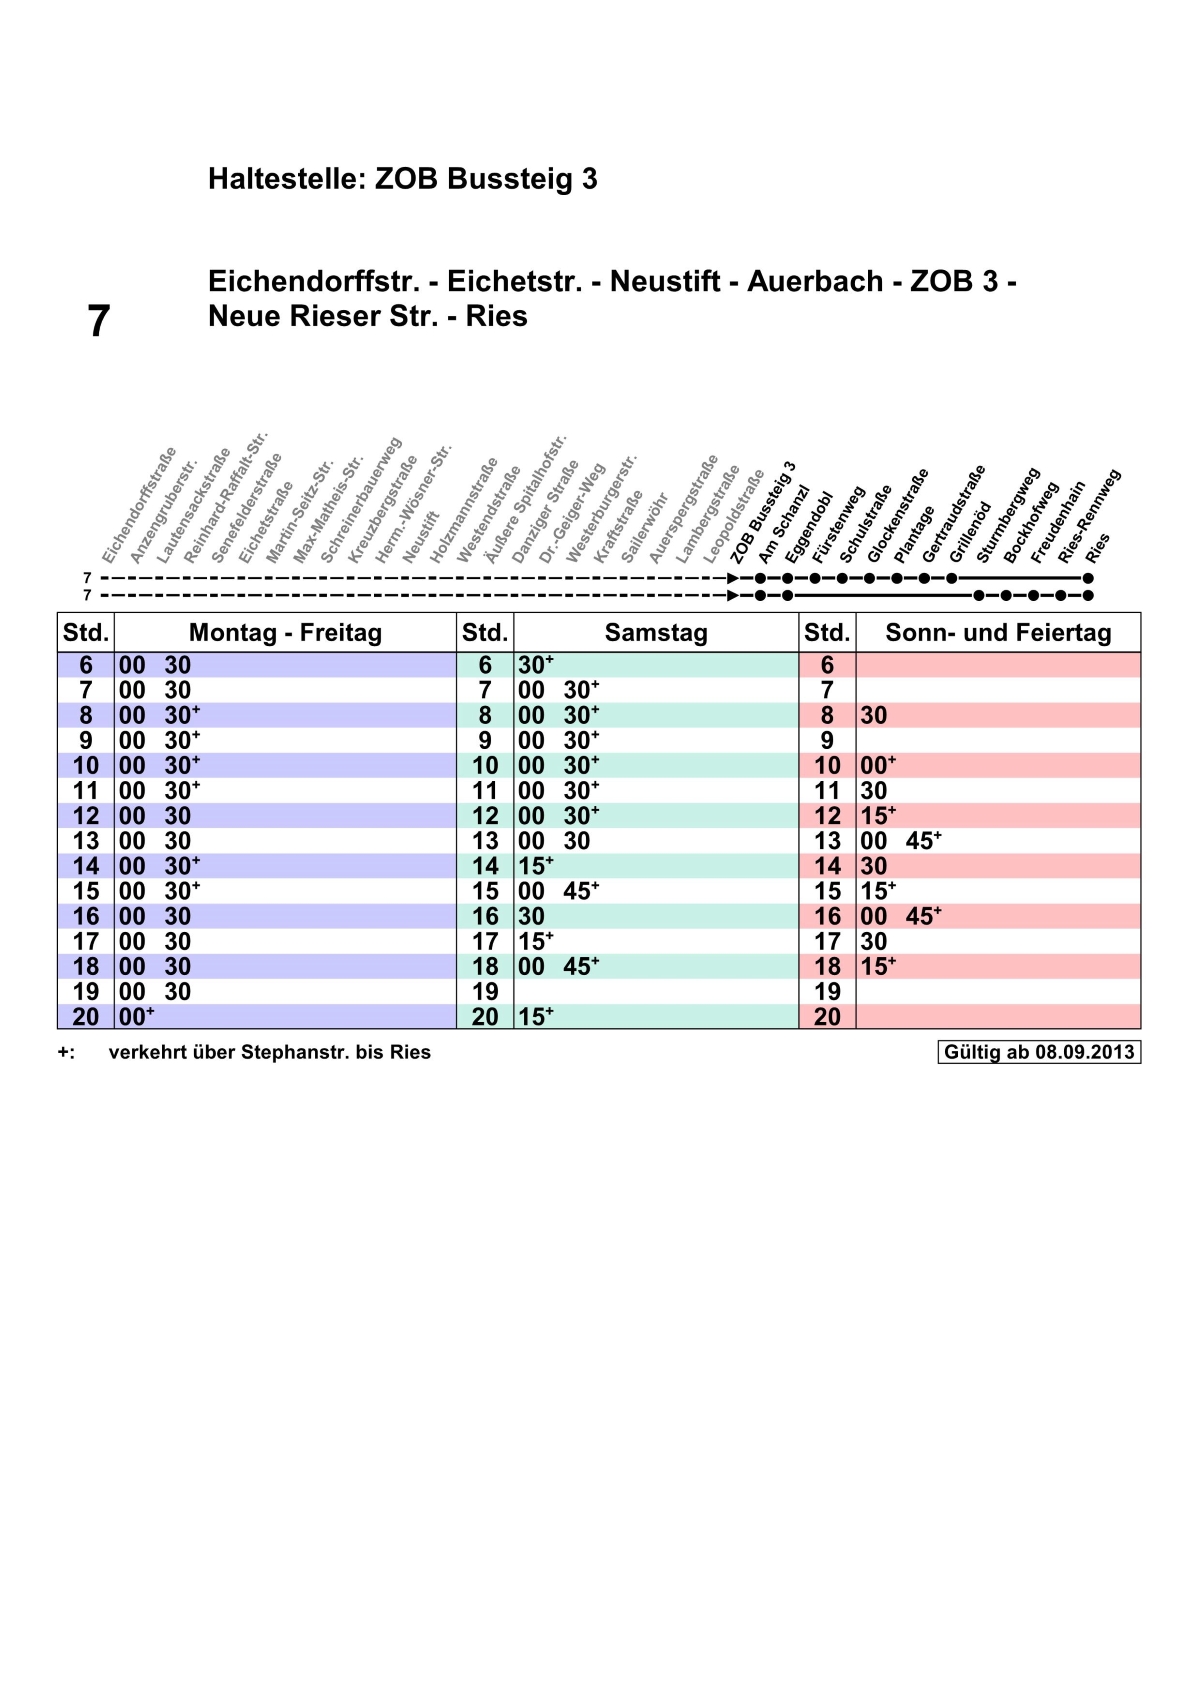 Haltestelle: ZOB Bussteig 3
Eichendorffstr. - Eichetstr. - Neustift - Auerbach - ZOB 3 -
7 Neue Rieser Str. - Ries
Eichendorffstraße
Anzengruberstr.
Lautensackstraße
Reinhard-Raffalt-Str.
Senefelderstraße
Eichetstraße
Martin-Seitz-Str.
Max-Matheis-Str.
Schreinerbauerweg
Kreuzbergstraße
Herm.-Wösner-Str.
Neustift
Holzmannstraße
Westendstraße
Äußere Spitalhofstr.
Danziger Straße
Dr.-Geiger-Weg
Westerburgerstr.
Kraftstraße
Sailerwöhr
Auerspergstraße
Lambergstraße
Leopoldstraße
ZOB Bussteig 3
Am Schanzl
Eggendobl
Fürstenweg
Schulstraße
Glockenstraße
Plantage
Gertraudstraße
Grillenöd
Sturmbergweg
Bockhofweg
Freudenhain
Ries-Rennweg
Ries
7
7
Std. Montag - Freitag Std. Samstag Std. Sonn- und Feiertag
6 00 30 6 30+ 6
7 00 30 7 00 30+ 7
8 00 30+ 8 00 30+ 8 30
9 00 30+ 9 00 30+ 9
10 00 30+ 10 00 30+ 10 00+
11 00 30+ 11 00 30+ 11 30
12 00 30 12 00 30+ 12 15+
13 00 30 13 00 30 13 00 45+
14 00 30+ 14 15+ 14 30
15 00 30+ 15 00 45+ 15 15+
16 00 30 16 30 16 00 45+
17 00 30 17 15+ 17 30
18 00 30 18 00 45+ 18 15+
19 00 30 19 19
20 00+ 20 15+ 20
+: verkehrt über Stephanstr. bis Ries Gültig ab 08.09.2013